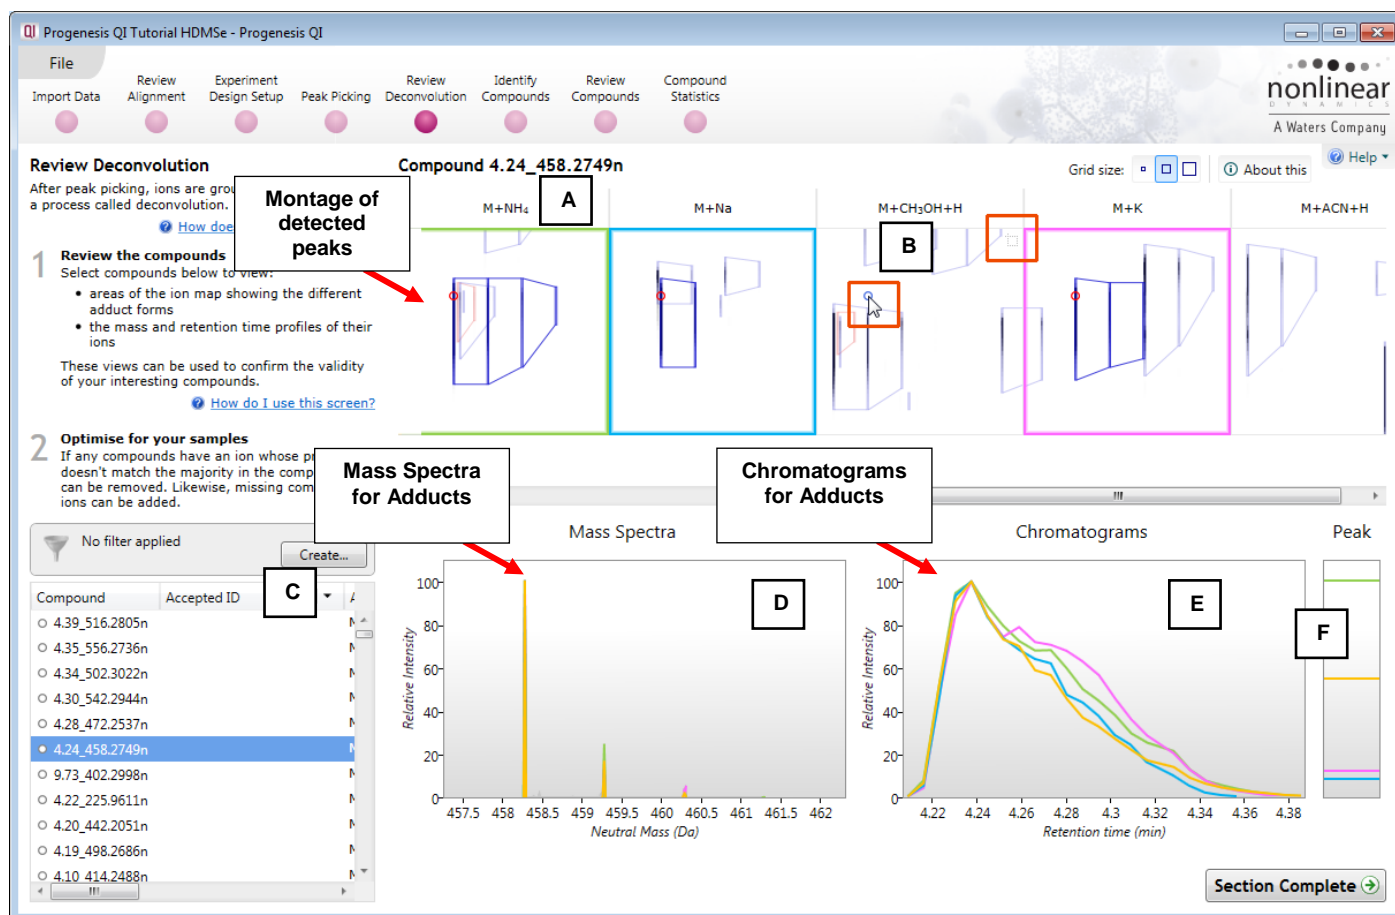 Progenesis QI Tutorial HDMSe - Progenesis QI
File
Import Data
Review Alignment
Experiment Design Setup
Peak Picking
Review Deconvolution
Identify Compounds
Review Compounds
Compound Statistics
nonlinear
DYNAMICS
A Waters Company
Review Deconvolution
After peak picking, ions are
a process called deconvolution.
How
1 Review the compounds
Select compounds below to view:
• areas of the ion map showing the different
adduct forms
• the mass and retention time profiles of their
ions
These views can be used to confirm the validity
of your interesting compounds.
How do I use this screen?
2 Optimise for your samples
If any compounds have an ion whose
doesn't match the majority in the
can be removed. Likewise, missing
ions can be added.
Compound 4.24_458.2749n
Grid size:
About this
Help
M+NH₄
M+Na
M+CH₃OH+H
M+K
M+ACN+H
Montage of
detected
peaks
A
B
Mass Spectra
for Adducts
Chromatograms
for Adducts
No filter applied
Create...
C
Compound
Accepted ID
4.39_516.2805n
4.35_556.2736n
4.34_502.3022n
4.30_542.2944n
4.28_472.2537n
4.24_458.2749n
9.73_402.2998n
4.22_225.9611n
4.20_442.2051n
4.19_498.2686n
4.10_414.2488n
Mass Spectra
D
Relative Intensity
100
80
60
40
20
0
457.5 458 458.5 459 459.5 460 460.5 461 461.5 462
Neutral Mass (Da)
Chromatograms
E
Relative Intensity
100
80
60
40
20
0
4.22 4.24 4.26 4.28 4.3 4.32 4.34 4.36 4.38
Retention time (min)
Peak
F
Section Complete